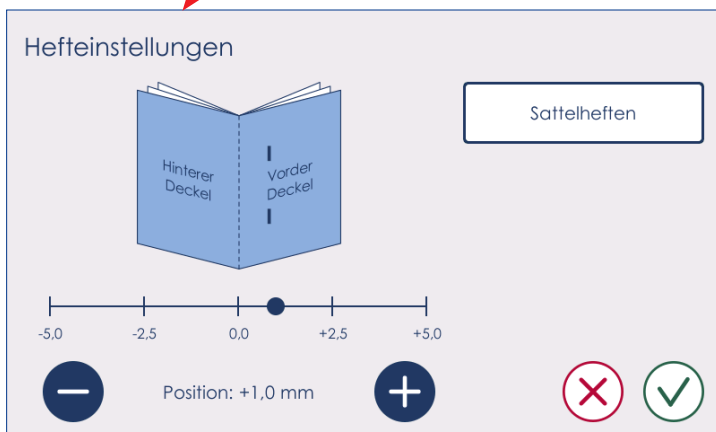 Hefteinstellungen
Sattelheften
Hinterer
Deckel
Vorder
Deckel
-5,0 -2,5 0,0 +2,5 +5,0
Position: +1,0 mm